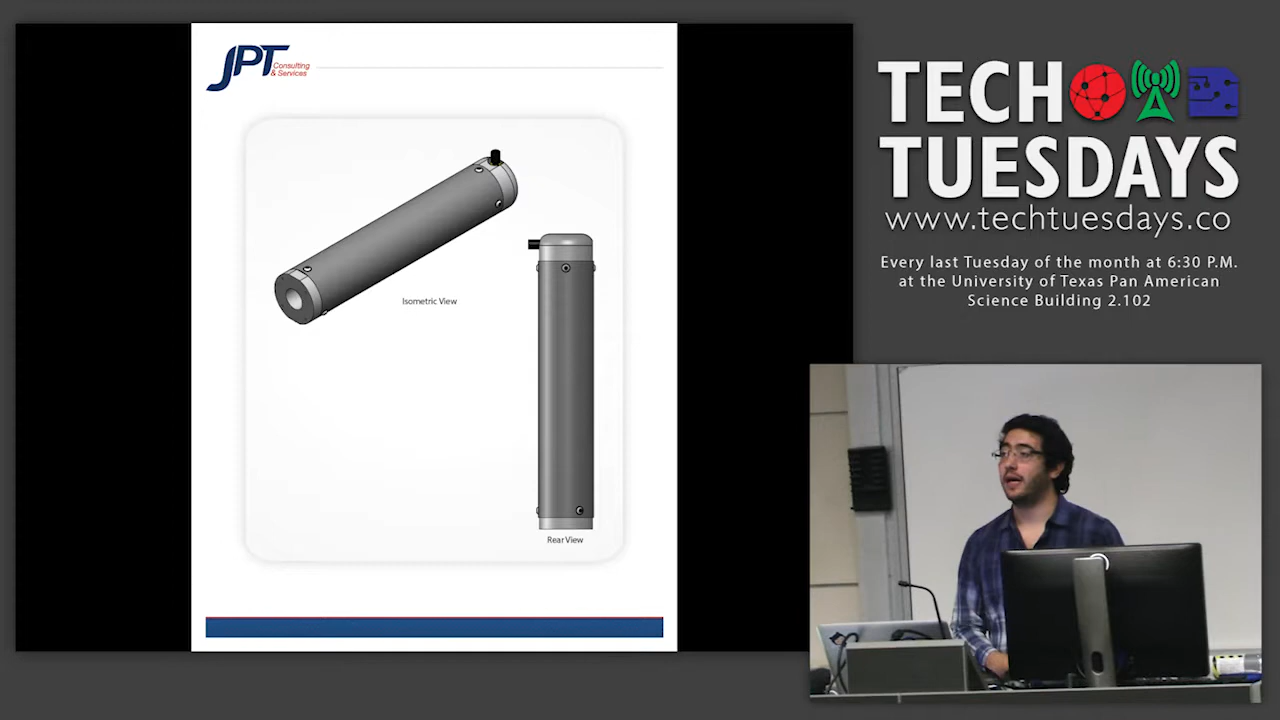 JPT
Consulting
& Services
Isometric View
Rear View
TECH
TUESDAYS
www.techtuesdays.co
Every last Tuesday of the month at 6:30 P.M.
at the University of Texas Pan American
Science Building 2.102